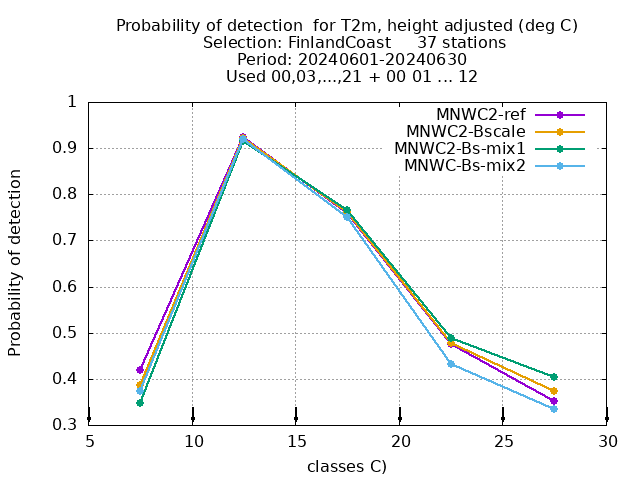 Probability of detection  for T2m, height adjusted (deg C)
Selection: FinlandCoast     37 stations
Period: 20240601-20240630
Used 00,03,...,21 + 00 01 ... 12
MNWC2-ref
MNWC2-Bscale
MNWC2-Bs-mix1
MNWC-Bs-mix2
Probability of detection
1
0.9
0.8
0.7
0.6
0.5
0.4
0.3
5 10 15 20 25 30
classes C)